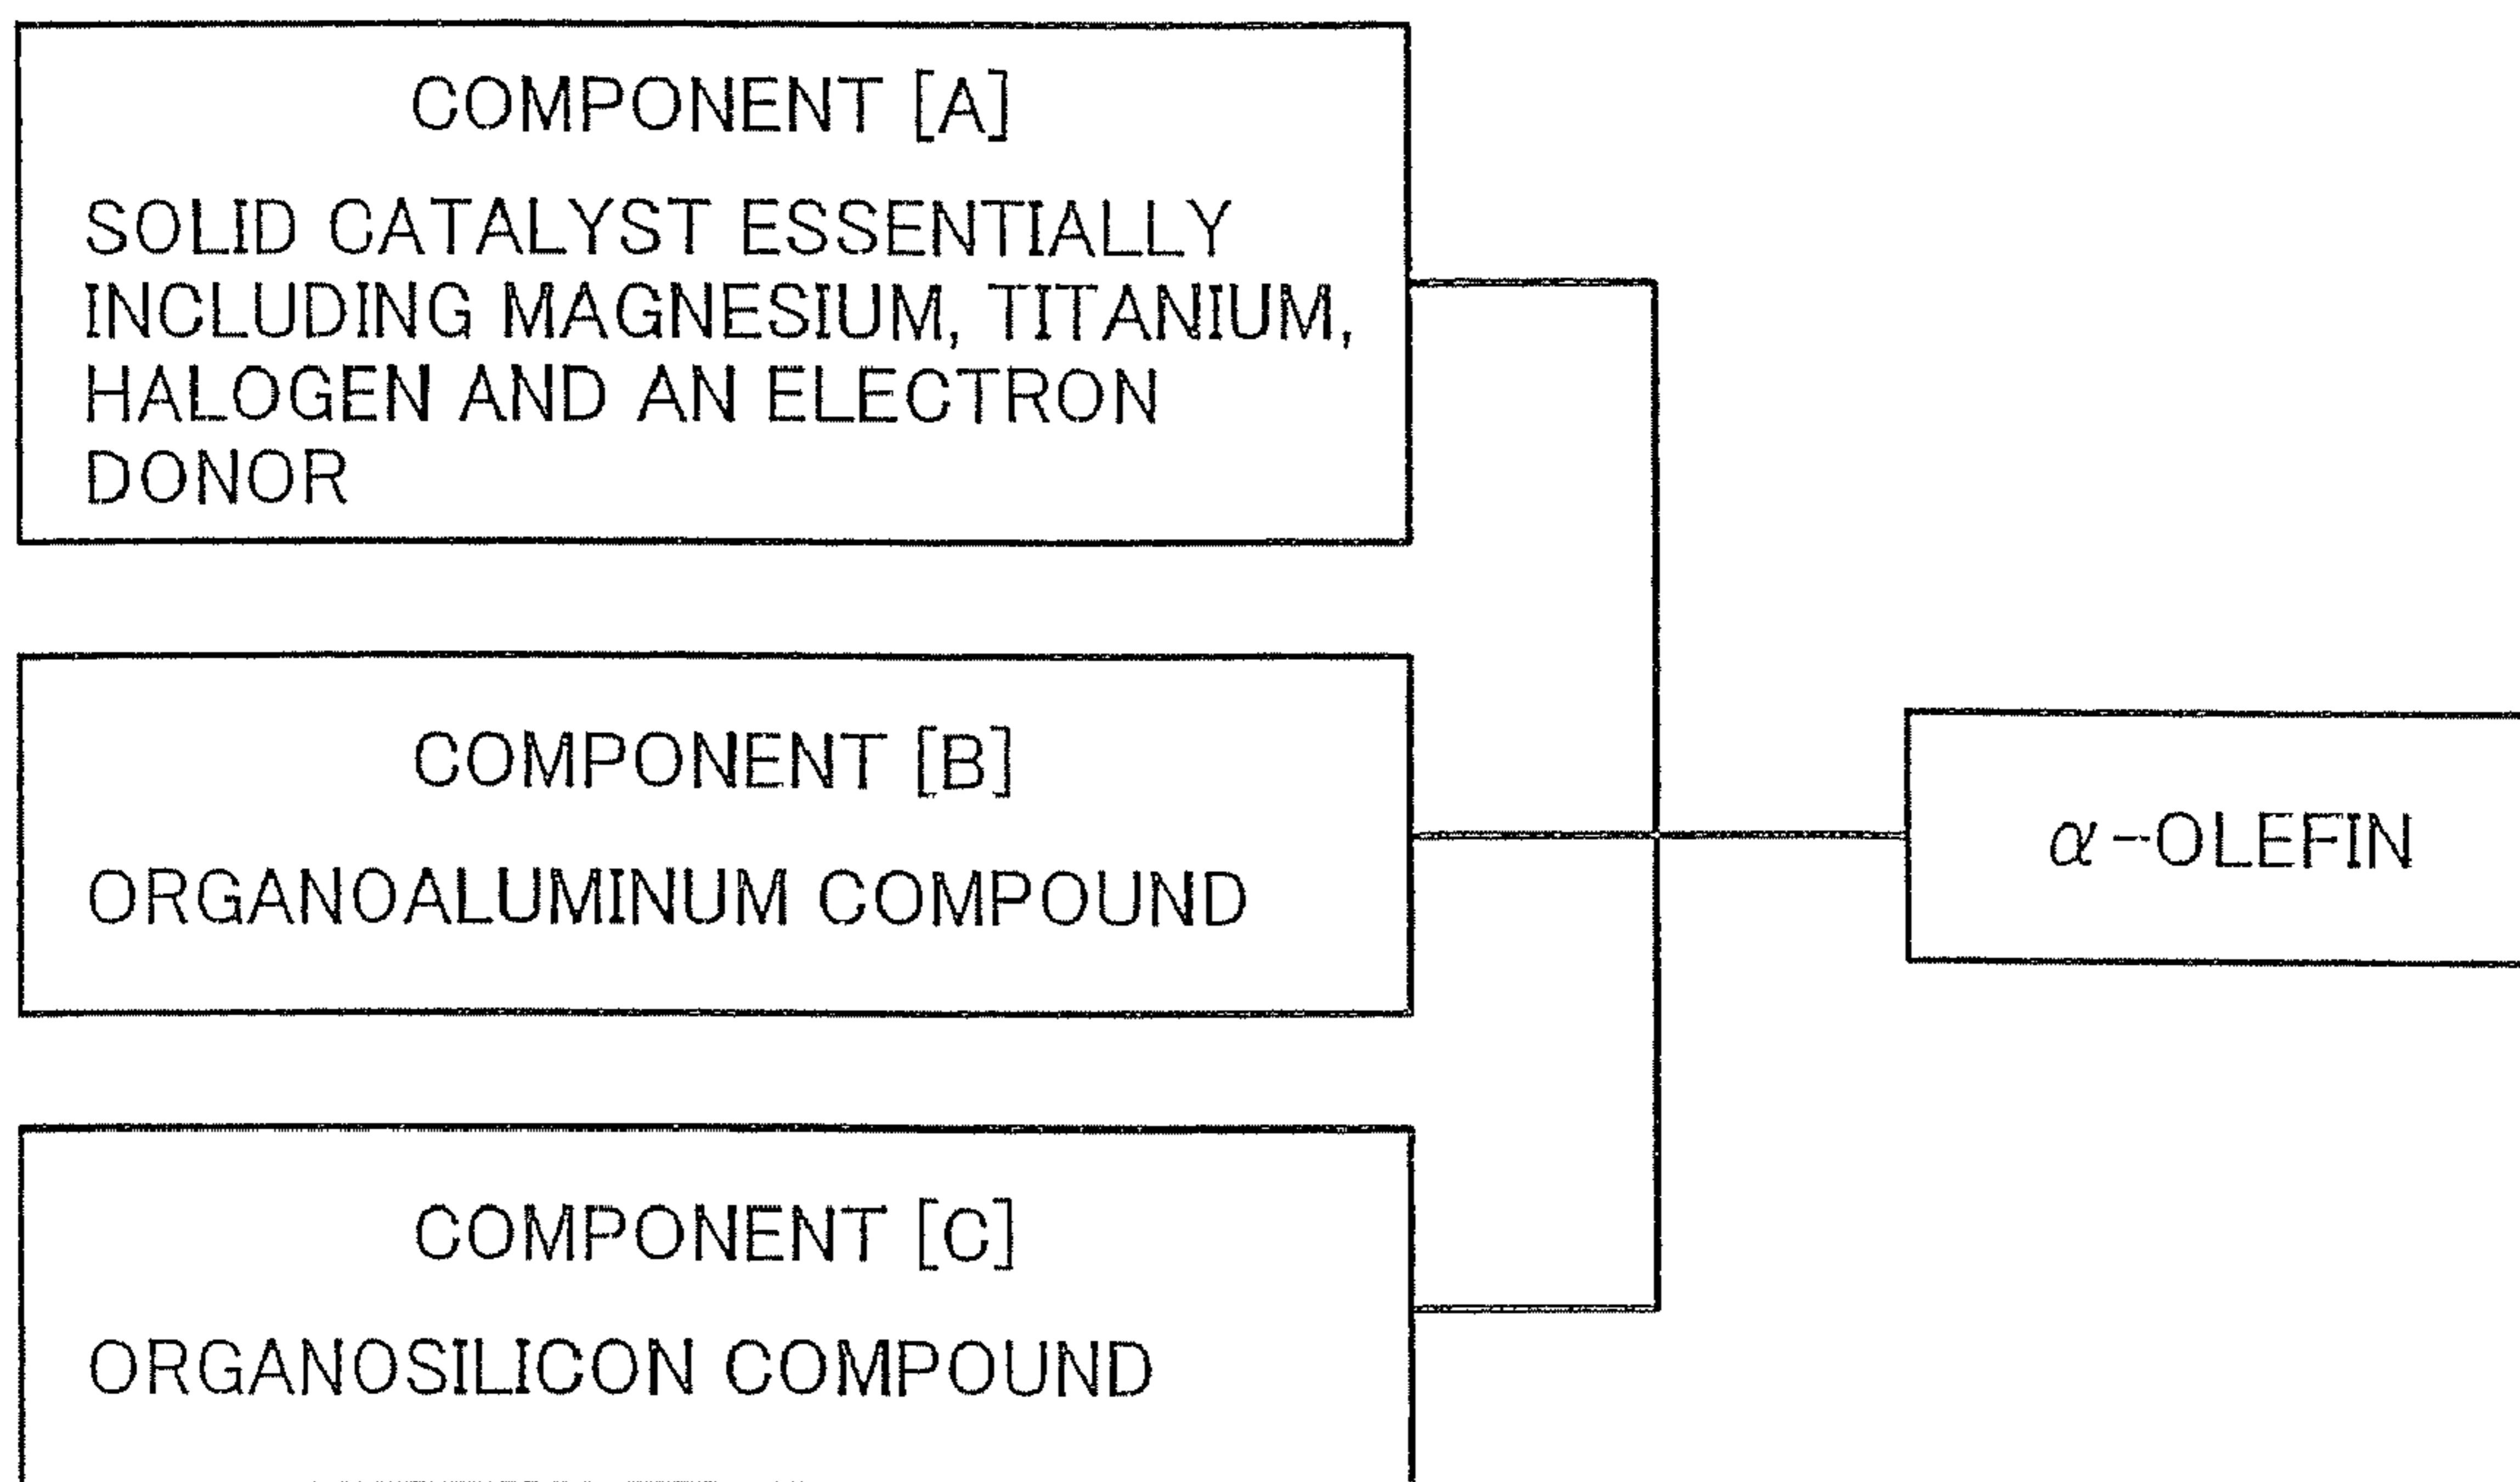 COMPONENT [A]
SOLID CATALYST ESSENTIALLY
INCLUDING MAGNESIUM, TITANIUM,
HALOGEN AND AN ELECTRON
DONOR
COMPONENT [B]
ORGANOALUMINUM COMPOUND
α-OLEFIN
COMPONENT [C]
ORGANOSILICON COMPOUND